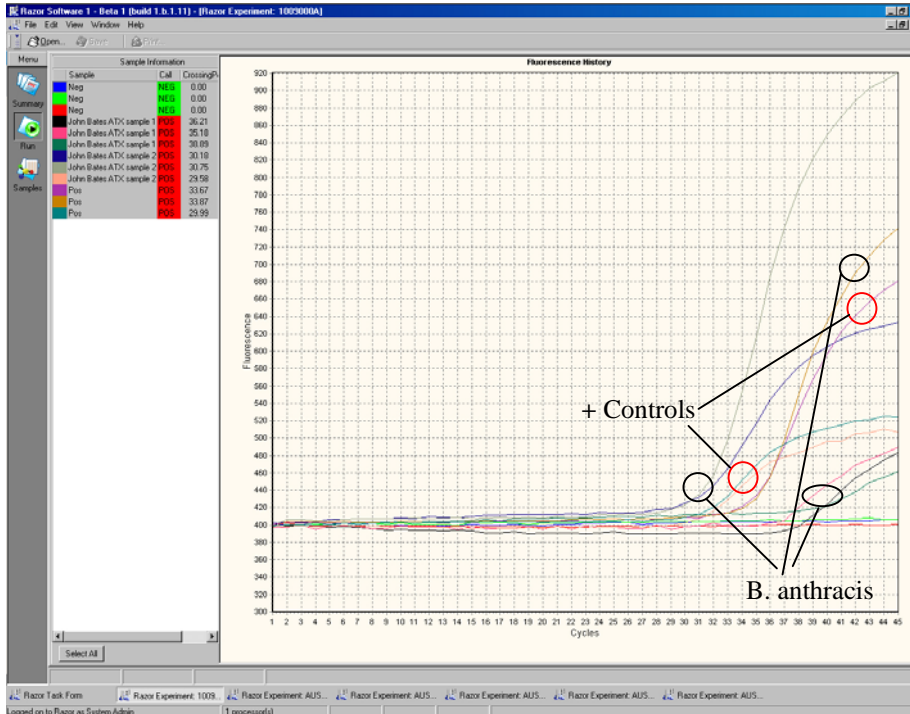 Razor Software 1 - Beta 1 (build 1.b.1.11) - [Razor Experiment: 1009000A]
File Edit View Window Help
Open... Save Print...
Menu
Summary
Run
Samples
Sample Information
Sample Call CrossingP
Neg NEG 0.00
Neg NEG 0.00
Neg NEG 0.00
John Bates ATX sample 1 POS 36.21
John Bates ATX sample 1 POS 35.18
John Bates ATX sample 1 POS
John Bates ATX sample 2 POS 30.18
John Bates ATX sample 2 POS 30.75
John Bates ATX sample 2 POS 29.58
Pos POS 33.67
Pos POS 33.87
Pos POS 29.99
Select All
Fluorescence History
Fluorescence
920
900
880
860
840
820
800
780
760
740
720
700
680
660
640
620
600
580
560
540
520
500
480
460
440
420
400
380
360
340
320
300
+ Controls
B. anthracis
1 2 3 4 5 6 7 8 9 10 11 12 13 14 15 16 17 18 19 20 21 22 23 24 25 26 27 28 29 30 31 32 33 34 35 36 37 38 39 40 41 42 43 44 45
Cycles
Razor Task Form Razor Experiment: 1009... Razor Experiment: AUS... Razor Experiment: AUS... Razor Experiment: AUS... Razor Experiment: AUS... Razor Experiment: AUS...
Logged on to Razor as System Admin 1 processor(s)